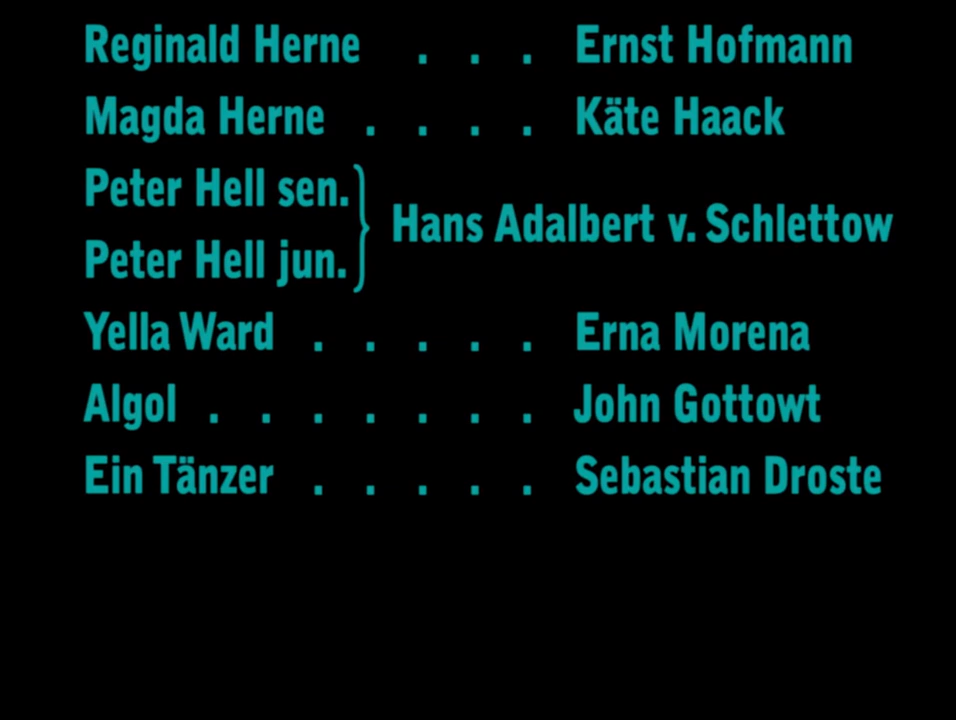 Reginald Herne . . . Ernst Hofmann
Magda Herne . . . . Käte Haack
Peter Hell sen.
Peter Hell jun. } Hans Adalbert v. Schlettow
Yella Ward . . . . . Erna Morena
Algol . . . . . . . John Gottowt
Ein Tänzer . . . . . Sebastian Droste